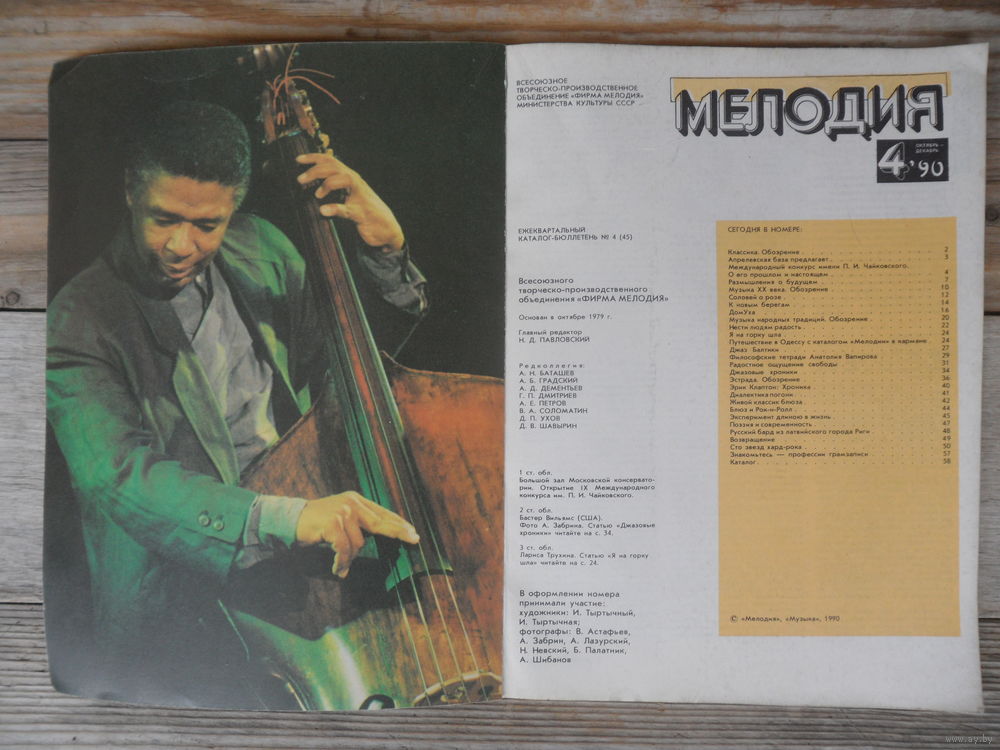 ВСЕСОЮЗНОЕ
ТВОРЧЕСКО-ПРОИЗВОДСТВЕННОЕ
ОБЪЕДИНЕНИЕ «ФИРМА МЕЛОДИЯ»
МИНИСТЕРСТВА КУЛЬТУРЫ СССР
МЕЛОДИЯ
ОКТЯБРЬ –
ДЕКАБРЬ
4'90
ЕЖЕКВАРТАЛЬНЫЙ
КАТАЛОГ-БЮЛЛЕТЕНЬ № 4 (45)
Всесоюзного
творческо-производственного
объединения «ФИРМА МЕЛОДИЯ»
Основан в октябре 1979 г.
Главный редактор
Н. Д. ПАВЛОВСКИЙ
Редколлегия:
А. Н. БАТАШЕВ
А. Б. ГРАДСКИЙ
А. Д. ДЕМЕНТЬЕВ
Г. П. ДМИТРИЕВ
А. Е. ПЕТРОВ
В. А. СОЛОМАТИН
Д. П. УХОВ
Д. В. ШАВЫРИН
1 ст. обл.
Большой зал Московской консервато-
рии. Открытие IX Международного
конкурса им. П. И. Чайковского.
2 ст. обл.
Бастер Вильямс (США).
Фото А. Забрина. Статью «Джазовые
хроники» читайте на с. 34.
3 ст. обл.
Лариса Трухина. Статью «Я на горку
шла» читайте на с. 24.
В оформлении номера
принимали участие:
художники: И. Тыртычный,
И. Тыртычная;
фотографы: В. Астафьев,
А. Забрин, А. Лазурский,
Н. Невский, Б. Палатник,
А. Шибанов
СЕГОДНЯ В НОМЕРЕ:
Классика. Обозрение 2
Апрелевская база предлагает 3
Международный конкурс имени П. И. Чайковского.
О его прошлом и настоящем 4
Размышления о будущем 7
Музыка XX века. Обозрение 10
Соловей о розе 12
К новым берегам 14
ДомУха 16
Музыка народных традиций. Обозрение 20
Нести людям радость 22
Я на горку шла 24
Путешествие в Одессу с каталогом «Мелодии» в кармане 24
Джаз Балтики 27
Философские тетради Анатолия Вапирова 29
Радостное ощущение свободы 31
Джазовые хроники 34
Эстрада. Обозрение 36
Эрик Клаптон: Хроника 40
Диалектика погони 41
Живой классик блюза 42
Блюз и Рок-н-Ролл 44
Эксперимент длиною в жизнь 45
Поэзия и современность 47
Русский бард из латвийского города Риги 48
Возвращение 49
Сто звезд хард-рока 50
Знакомьтесь — профессии грамзаписи 57
Каталог 58
© «Мелодия», «Музыка», 1990
www.ay.by